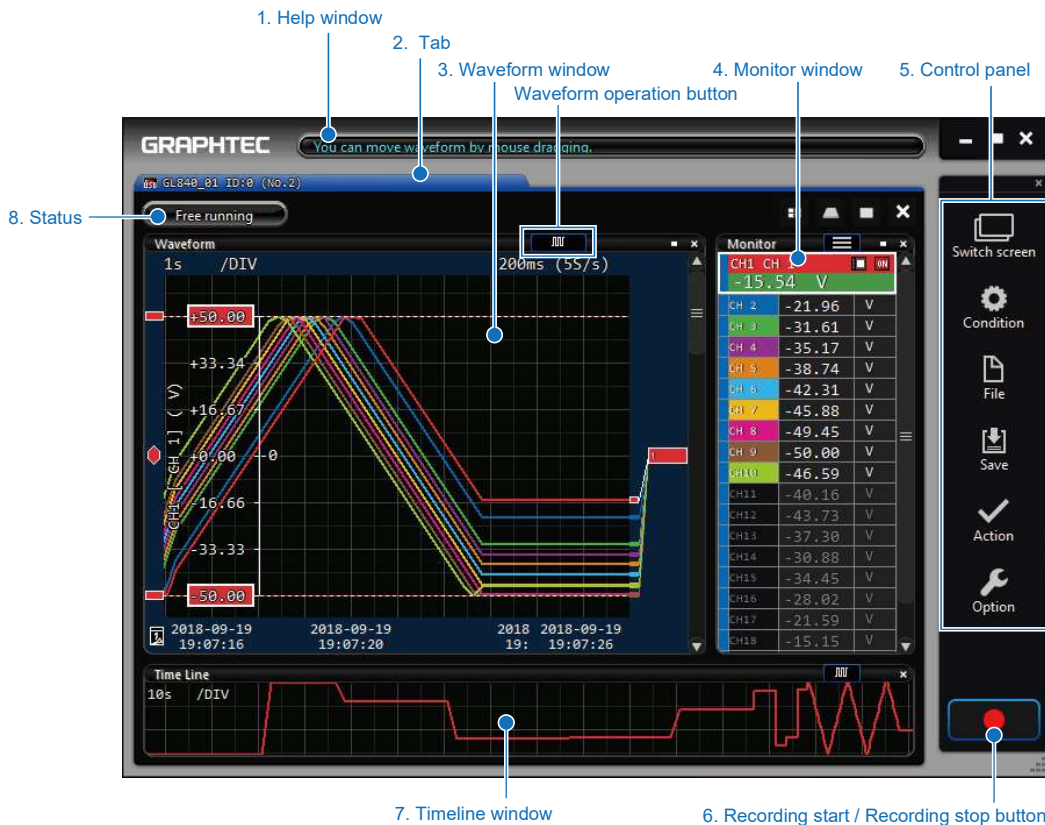 1. Help window
2. Tab
3. Waveform window
4. Monitor window
5. Control panel
Waveform operation button
GRAPHTEC
You can move waveform by mouse dragging.
GL840_01 ID:0 (No.2)
8. Status
Free running
Waveform
1s /DIV
200ms (5S/s)
+50.00
+33.34
+16.67
+0.00
0
-16.66
-33.33
-50.00
CH1 [ CH 1] ( V)
1
2018-09-19
19:07:16
2018-09-19
19:07:20
2018
19:
2018-09-19
19:07:26
Monitor
CH1 CH 1 ON
-15.54 V
CH 2 -21.96 V
CH 3 -31.61 V
CH 4 -35.17 V
CH 5 -38.74 V
CH 6 -42.31 V
CH 7 -45.88 V
CH 8 -49.45 V
CH 9 -50.00 V
CH10 -46.59 V
CH11 -40.16 V
CH12 -43.73 V
CH13 -37.30 V
CH14 -30.88 V
CH15 -34.45 V
CH16 -28.02 V
CH17 -21.59 V
CH18 -15.15 V
Switch screen
Condition
File
Save
Action
Option
Time Line
10s /DIV
7. Timeline window
6. Recording start / Recording stop button